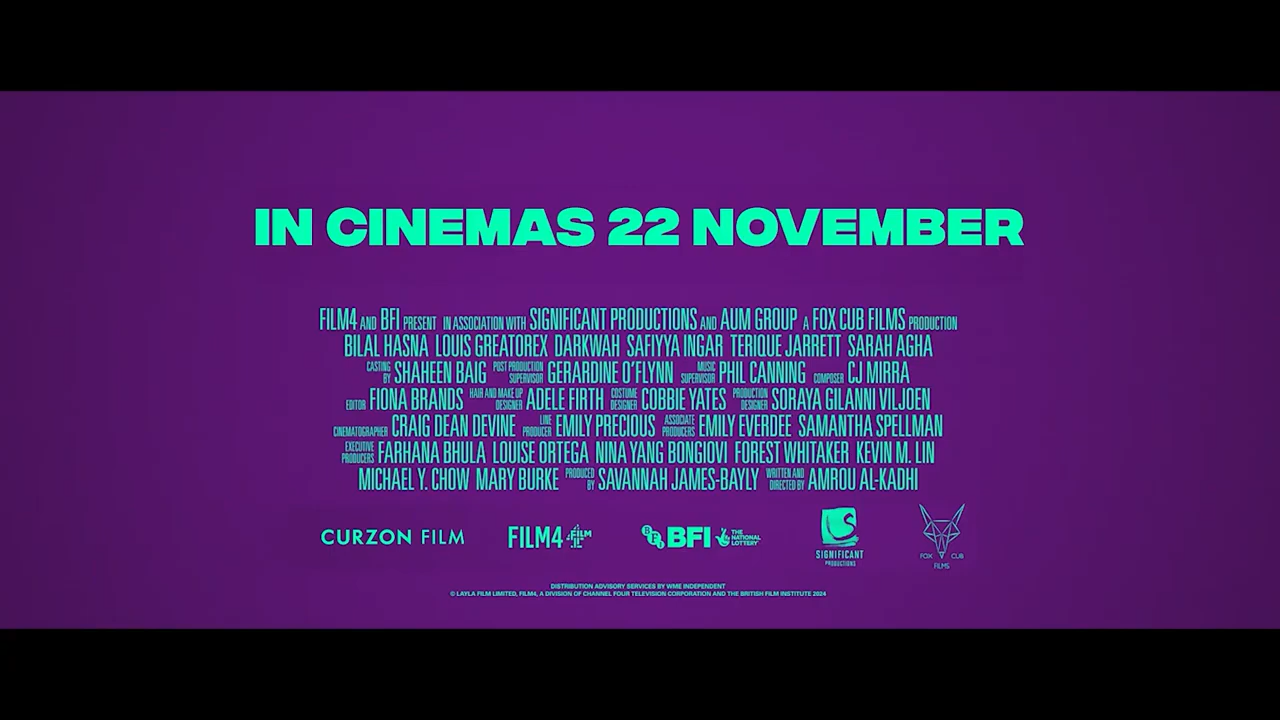 IN CINEMAS 22 NOVEMBER
FILM4 AND BFI PRESENT IN ASSOCIATION WITH SIGNIFICANT PRODUCTIONS AND AUM GROUP A FOX CUB FILMS PRODUCTION
BILAL HASNA LOUIS GREATOREX DARKWAH SAFIYYA INGAR TERIQUE JARRETT SARAH AGHA
CASTING BY SHAHEEN BAIG POST PRODUCTION SUPERVISOR GERARDINE O'FLYNN MUSIC SUPERVISOR PHIL CANNING COMPOSER CJ MIRRA
EDITOR FIONA BRANDS HAIR AND MAKE UP DESIGNER ADELE FIRTH COSTUME DESIGNER COBBIE YATES PRODUCTION DESIGNER SORAYA GILANNI VILJOEN
CINEMATOGRAPHER CRAIG DEAN DEVINE LINE PRODUCER EMILY PRECIOUS ASSOCIATE PRODUCERS EMILY EVERDEE SAMANTHA SPELLMAN
EXECUTIVE PRODUCERS FARHANA BHULA LOUISE ORTEGA NINA YANG BONGIOVI FOREST WHITAKER KEVIN M. LIN
MICHAEL Y. CHOW MARY BURKE PRODUCED BY SAVANNAH JAMES-BAYLY WRITTEN AND DIRECTED BY AMROU AL-KADHI
CURZON FILM FILM4 FILM BFI THE NATIONAL LOTTERY SIGNIFICANT PRODUCTIONS FOX CUB FILMS
DISTRIBUTION ADVISORY SERVICES BY WME INDEPENDENT
© LAYLA FILM LIMITED, FILM4, A DIVISION OF CHANNEL FOUR TELEVISION CORPORATION AND THE BRITISH FILM INSTITUTE 2024